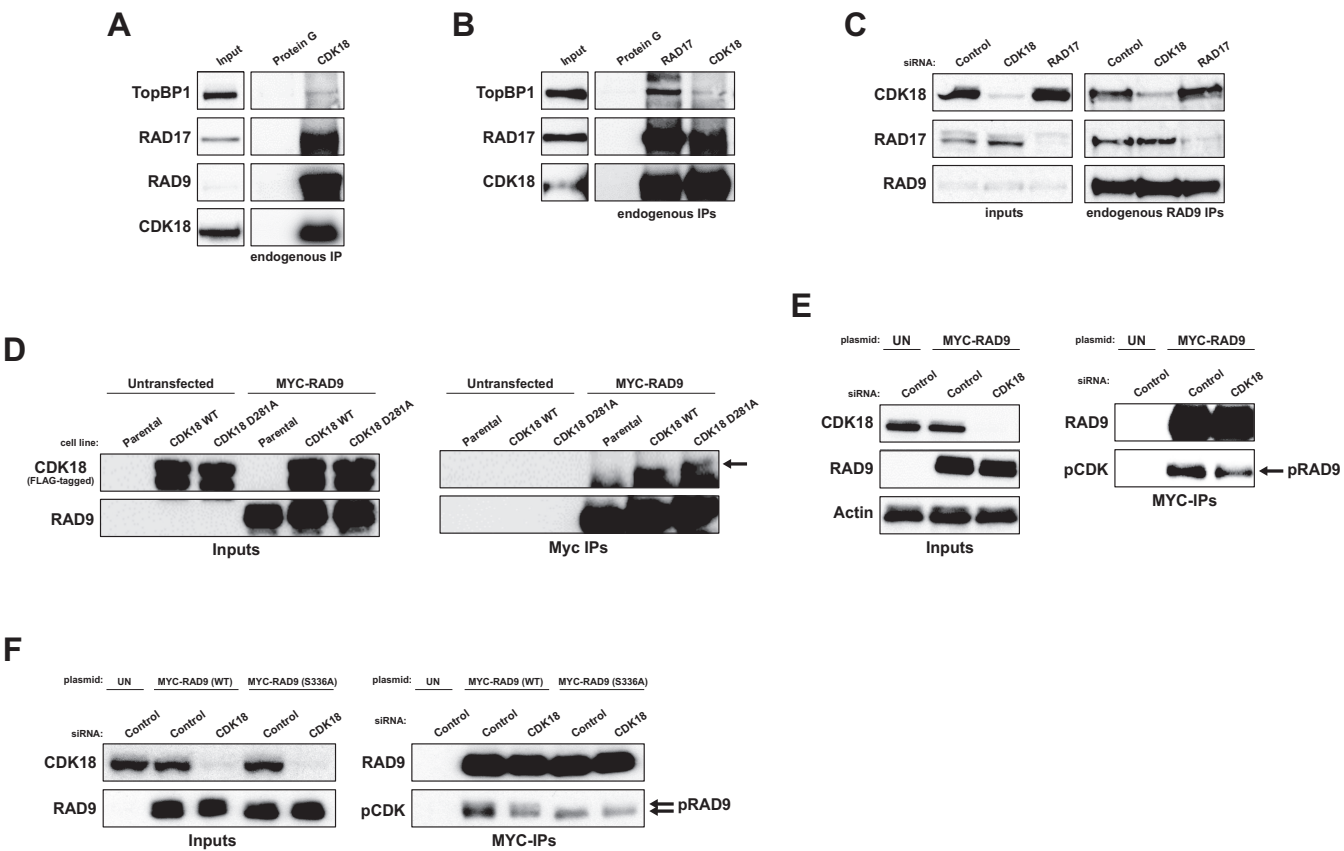 A
Input
Protein G
CDK18
TopBP1
RAD17
RAD9
CDK18
endogenous IP
B
Input
Protein G
RAD17
CDK18
TopBP1
RAD17
CDK18
endogenous IPs
C
siRNA:
Control
CDK18
RAD17
Control
CDK18
RAD17
CDK18
RAD17
RAD9
inputs
endogenous RAD9 IPs
D
Untransfected
MYC-RAD9
cell line:
Parental
CDK18 WT
CDK18 D281A
Parental
CDK18 WT
CDK18 D281A
CDK18
(FLAG-tagged)
RAD9
Inputs
Untransfected
MYC-RAD9
Parental
CDK18 WT
CDK18 D281A
Parental
CDK18 WT
CDK18 D281A
Myc IPs
E
plasmid:
UN
MYC-RAD9
siRNA:
Control
Control
CDK18
CDK18
RAD9
Actin
Inputs
plasmid:
UN
MYC-RAD9
siRNA:
Control
Control
CDK18
RAD9
pCDK
pRAD9
MYC-IPs
F
plasmid:
UN
MYC-RAD9 (WT)
MYC-RAD9 (S336A)
siRNA:
Control
Control
CDK18
Control
CDK18
CDK18
RAD9
Inputs
plasmid:
UN
MYC-RAD9 (WT)
MYC-RAD9 (S336A)
siRNA:
Control
Control
CDK18
Control
CDK18
RAD9
pCDK
pRAD9
MYC-IPs